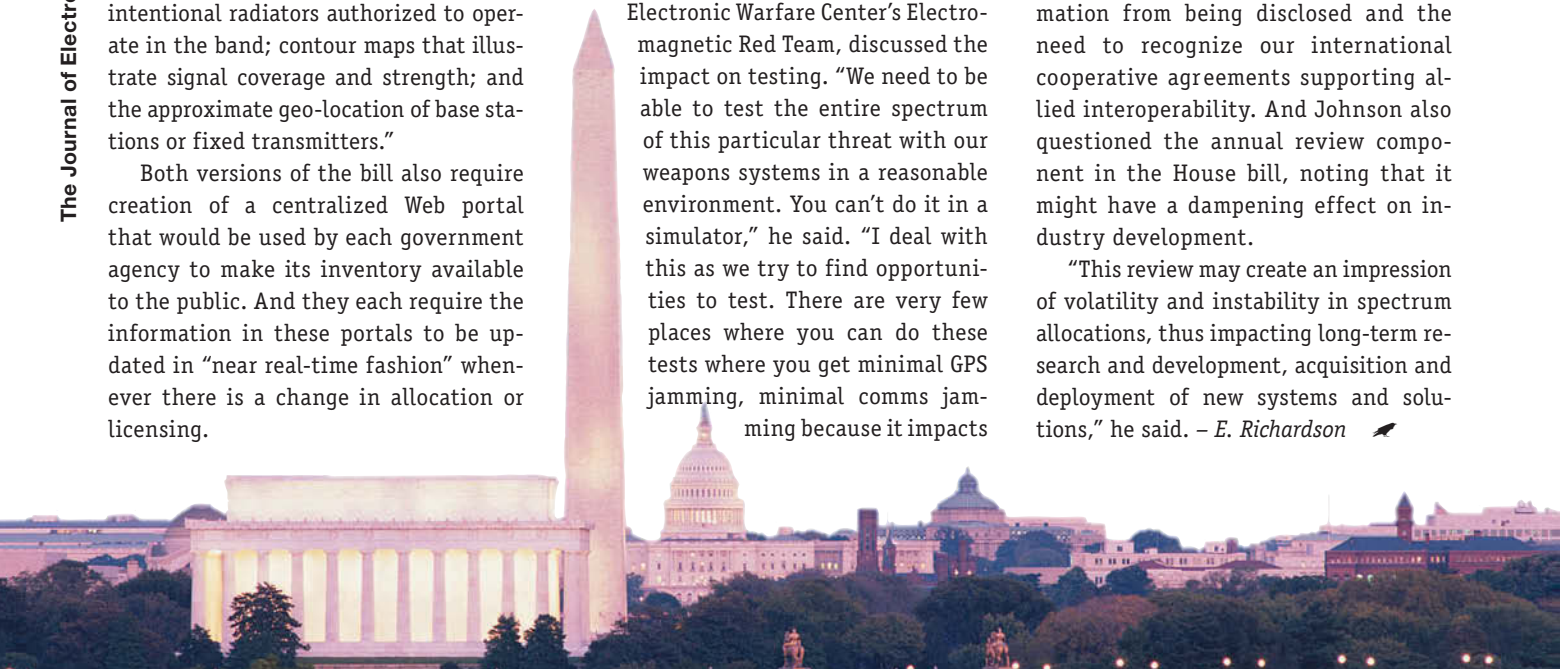 The Journal of Electro
intentional radiators authorized to oper-
ate in the band; contour maps that illus-
trate signal coverage and strength; and
the approximate geo-location of base sta-
tions or fixed transmitters.”
Both versions of the bill also require
creation of a centralized Web portal
that would be used by each government
agency to make its inventory available
to the public. And they each require the
information in these portals to be up-
dated in “near real-time fashion” when-
ever there is a change in allocation or
licensing.
Electronic Warfare Center’s Electro-
magnetic Red Team, discussed the
impact on testing. “We need to be
able to test the entire spectrum
of this particular threat with our
weapons systems in a reasonable
environment. You can’t do it in a
simulator,” he said. “I deal with
this as we try to find opportuni-
ties to test. There are very few
places where you can do these
tests where you get minimal GPS
jamming, minimal comms jam-
ming because it impacts
mation from being disclosed and the
need to recognize our international
cooperative agreements supporting al-
lied interoperability. And Johnson also
questioned the annual review compo-
nent in the House bill, noting that it
might have a dampening effect on in-
dustry development.
“This review may create an impression
of volatility and instability in spectrum
allocations, thus impacting long-term re-
search and development, acquisition and
deployment of new systems and solu-
tions,” he said. – E. Richardson